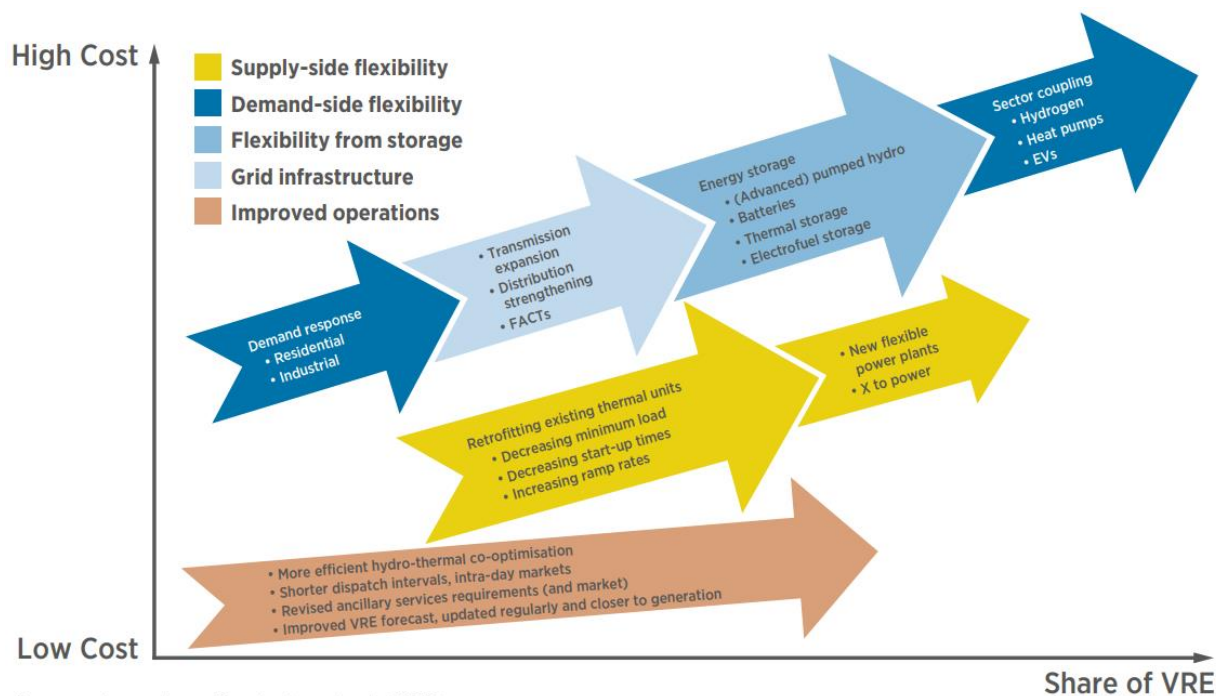 High Cost
Supply-side flexibility
Demand-side flexibility
Flexibility from storage
Grid infrastructure
Improved operations
Sector coupling
• Hydrogen
• Heat pumps
• EVs
Energy storage
• (Advanced) pumped hydro
• Batteries
• Thermal storage
• Electrofuel storage
• Transmission
expansion
• Distribution
strengthening
• FACTs
Demand response
• Residential
• Industrial
• New flexible
power plants
• X to power
Retrofitting existing thermal units
• Decreasing minimum load
• Decreasing start-up times
• Increasing ramp rates
• More efficient hydro-thermal co-optimisation
• Shorter dispatch intervals, intra-day markets
• Revised ancillary services requirements (and market)
• Improved VRE forecast, updated regularly and closer to generation
Low Cost
Share of VRE